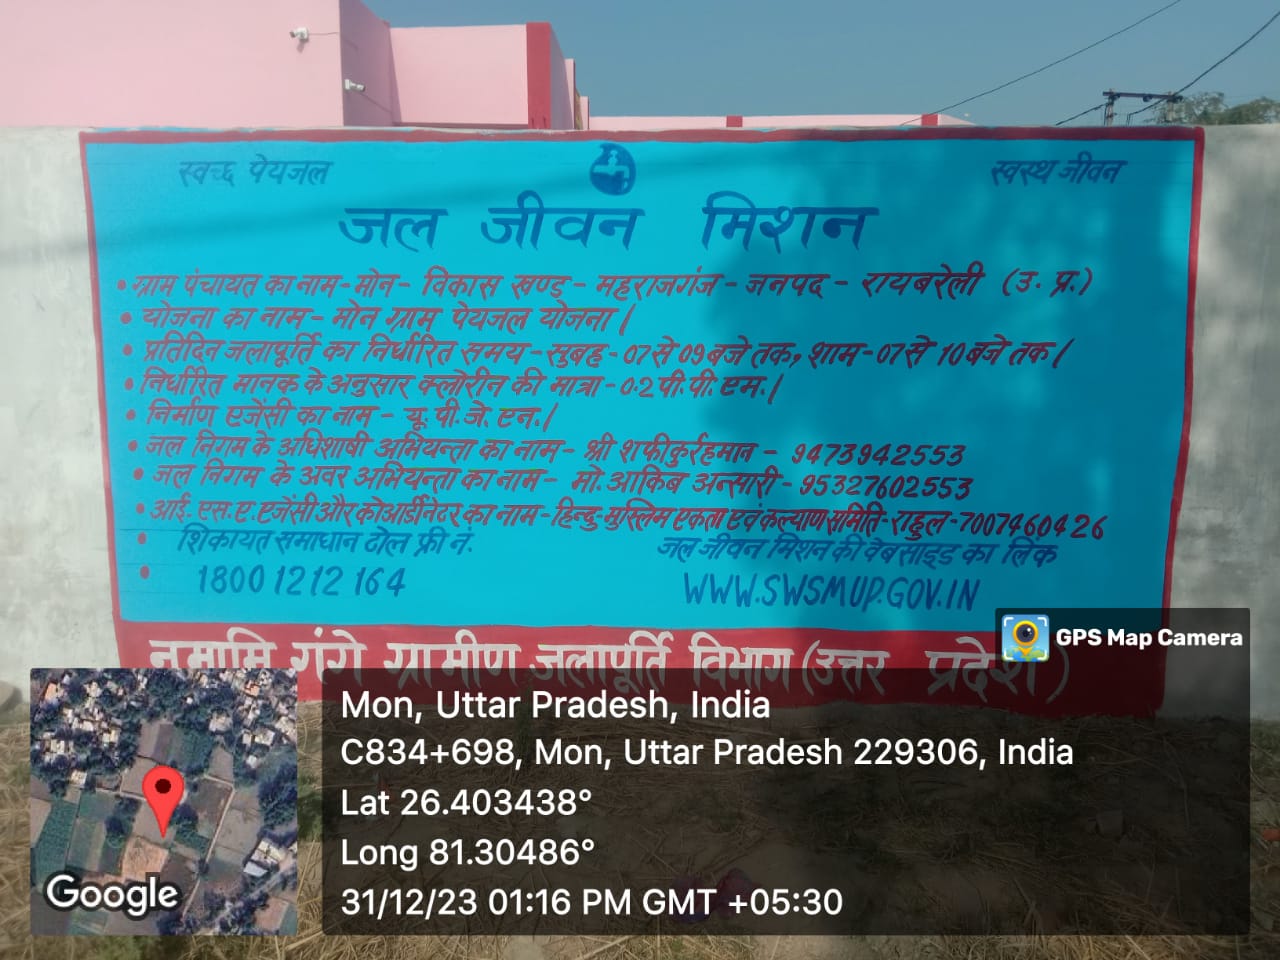 स्वच्छ पेयजल
स्वस्थ जीवन
जल जीवन मिशन
• ग्राम पंचायत का नाम - मोन - विकास खण्ड - महराजगंज - जनपद - रायबरेली (उ. प्र.)
• योजना का नाम - मोन ग्राम पेयजल योजना।
• प्रतिदिन जलापूर्ति का निर्धारित समय - सुबह - 07 से 09 बजे तक, शाम - 07 से 10 बजे तक।
• निर्धारित मानक के अनुसार क्लोरीन की मात्रा - 0.2 पी.पी.एम.।
• निर्माण एजेंसी का नाम - यू.पी.जे.एन.।
• जल निगम के अधिशाषी अभियन्ता का नाम - श्री शफीकुर्रहमान - 9473942553
• जल निगम के अवर अभियन्ता का नाम - मो. आकिब अन्सारी - 95327602553
• आई. एस. ए. एजेंसी और कोआर्डीनेटर का नाम - हिन्दु-मुस्लिम एकता एवं कल्याण समिति - राहुल - 7007460426
• शिकायत समाधान टोल फ्री नं.
• 1800 1212 164
जल जीवन मिशन की वेबसाइड का लिंक
WWW.SWSMUP.GOV.IN
नमामि गंगे ग्रामीण जलापूर्ति विभाग (उत्तर प्रदेश)
GPS Map Camera
Mon, Uttar Pradesh, India
C834+698, Mon, Uttar Pradesh 229306, India
Lat 26.403438°
Long 81.30486°
31/12/23 01:16 PM GMT +05:30
Google